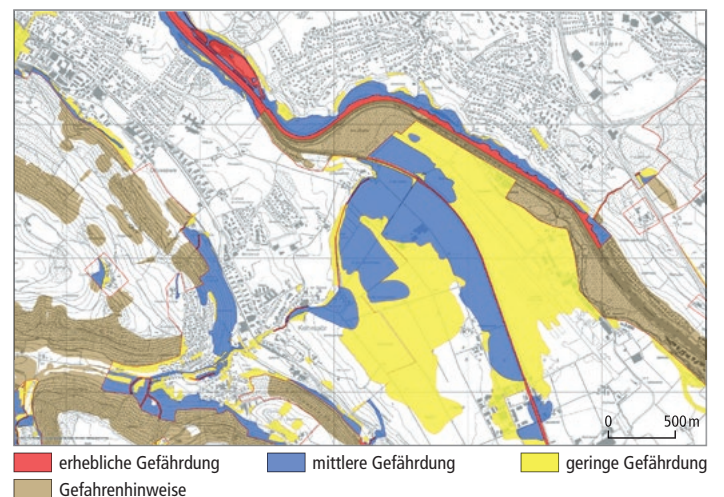 0 500 m
erhebliche Gefährdung
mittlere Gefährdung
geringe Gefährdung
Gefahrenhinweise